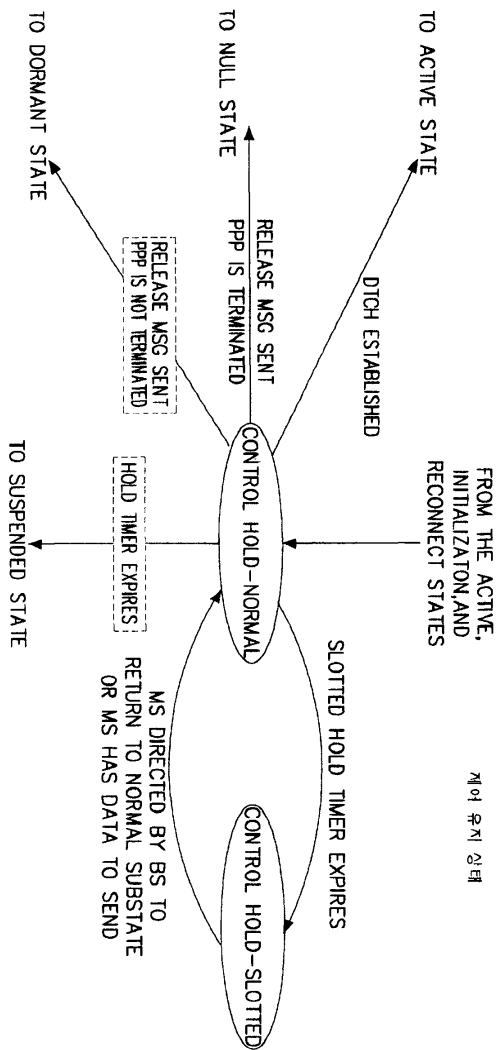 제어 유지 상태
FROM THE ACTIVE,
INITIALIZATON,AND
RECONNECT STATES
TO ACTIVE STATE
DTCH ESTABLISHED
SLOTTED HOLD TIMER EXPIRES
TO NULL STATE
RELEASE MSG SENT
PPP IS TERMINATED
CONTROL HOLD-NORMAL
CONTROL HOLD-SLOTTED
RELEASE MSG SENT
PPP IS NOT TERMINATED
HOLD TIMER EXPIRES
MS DIRECTED BY BS TO
RETURN TO NORMAL SUBSTATE
OR MS HAS DATA TO SEND
TO DORMANT STATE
TO SUSPENDED STATE